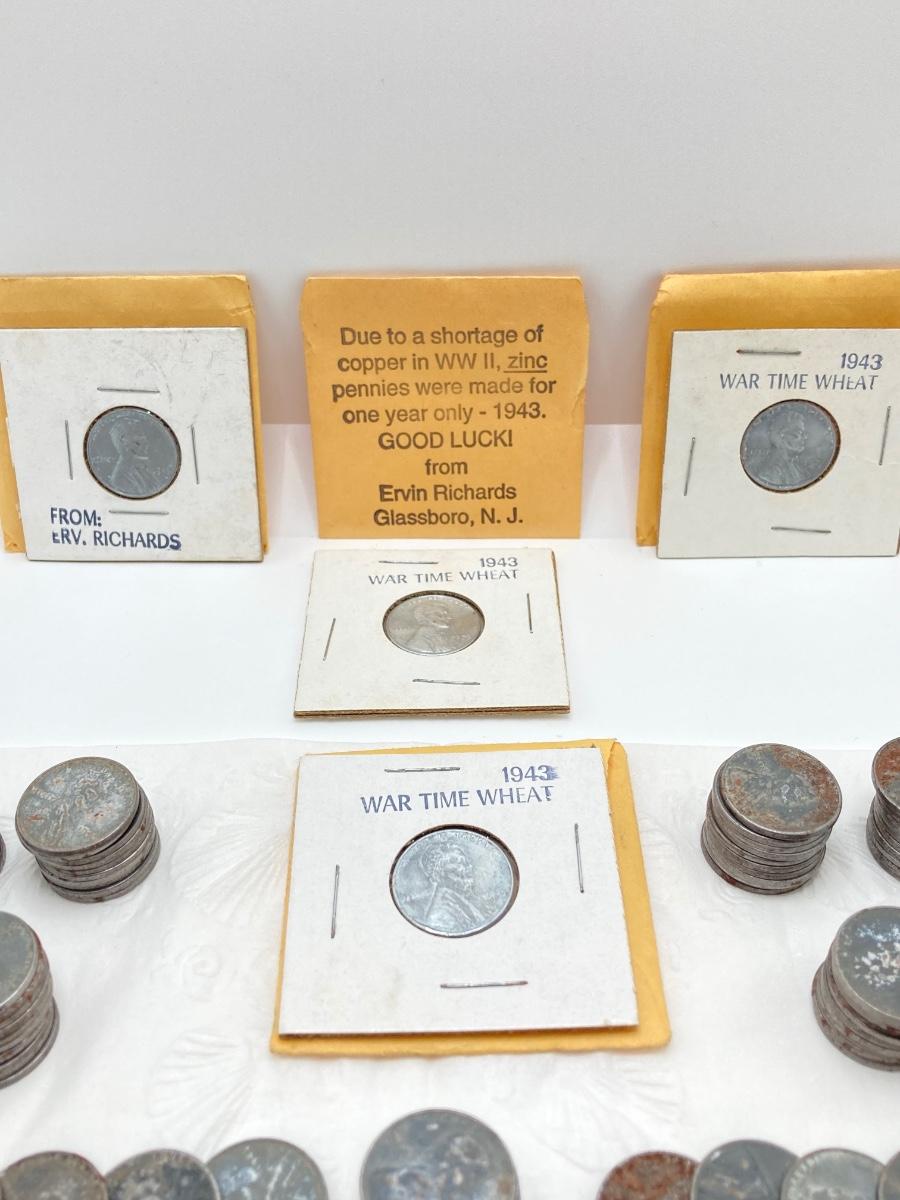 Due to a shortage of
copper in WW II, zinc
pennies were made for
one year only - 1943.
GOOD LUCK!
from
Ervin Richards
Glassboro, N. J.
FROM:
ERV. RICHARDS
1943
WAR TIME WHEAT
1943
WAR TIME WHEAT
1943
WAR TIME WHEAT